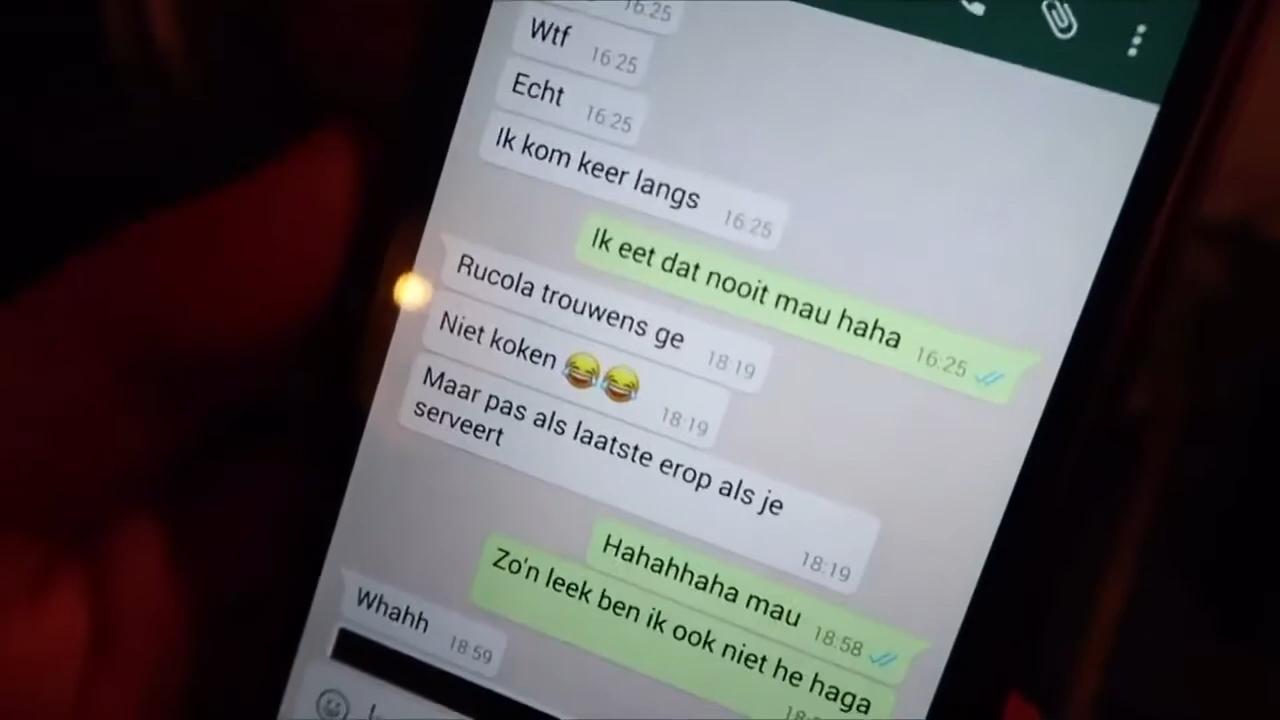 16:25
Wtf 16:25
Echt 16:25
Ik kom keer langs 16:25
Ik eet dat nooit mau haha 16:25
Rucola trouwens ge 18:19
Niet koken 😂😂 18:19
Maar pas als laatste erop als je
serveert 18:19
Hahahhaha mau 18:58
Zo'n leek ben ik ook niet he haga
Whahh 18:59